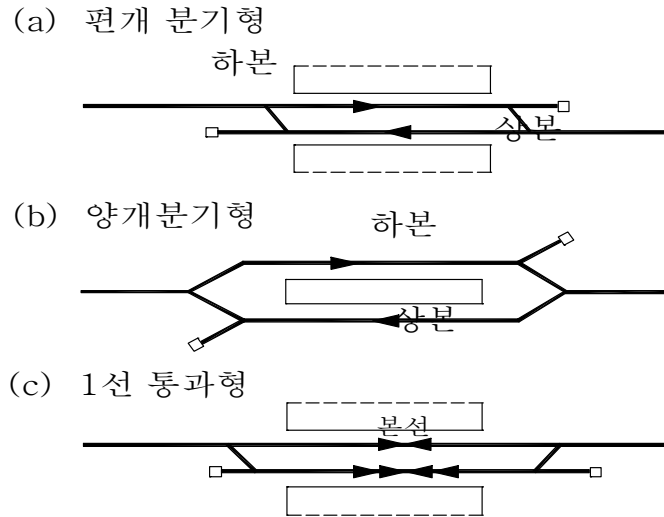 (a) 편개 분기형
하본
상본
(b) 양개분기형
하본
상본
(c) 1선 통과형
본선